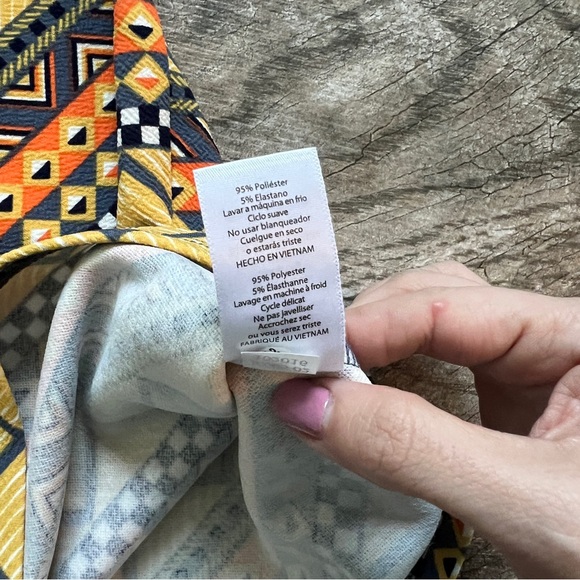 95% Poliéster
5% Elastano
Lavar a máquina en frio
Ciclo suave
No usar blanqueador
Cuelgue en seco
o estarás triste
HECHO EN VIETNAM
95% Polyester
5% Élasthanne
Lavage en machine à froid
Cycle délicat
Ne pas javelliser
Accrochez sec
ou vous serez triste
FABRIQUÉ AU VIETNAM